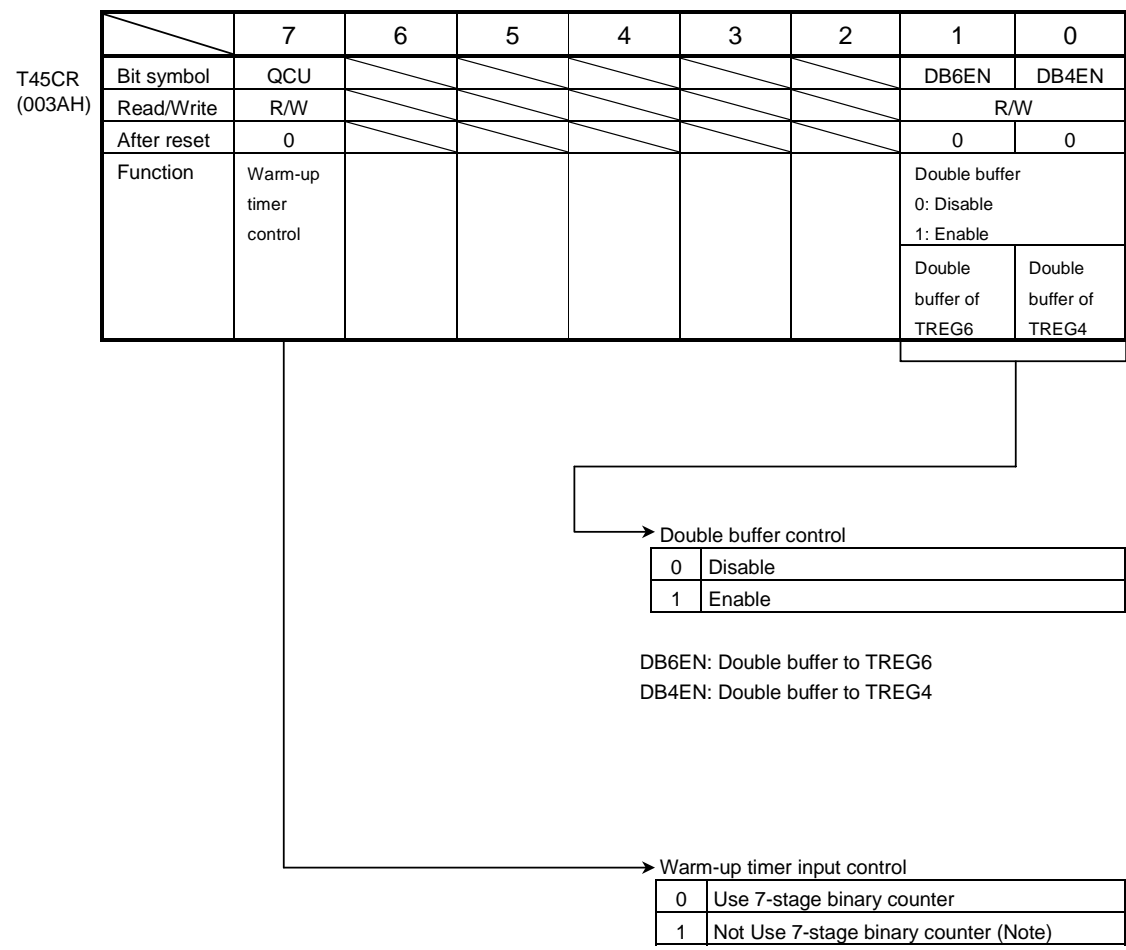 7 6 5 4 3 2 1 0
T45CR
(003AH)
Bit symbol QCU DB6EN DB4EN
Read/Write R/W R/W
After reset 0 0 0
Function Warm-up timer control
Double buffer
0: Disable
1: Enable
Double buffer of TREG6
Double buffer of TREG4
Double buffer control
0 Disable
1 Enable
DB6EN: Double buffer to TREG6
DB4EN: Double buffer to TREG4
Warm-up timer input control
0 Use 7-stage binary counter
1 Not Use 7-stage binary counter (Note)